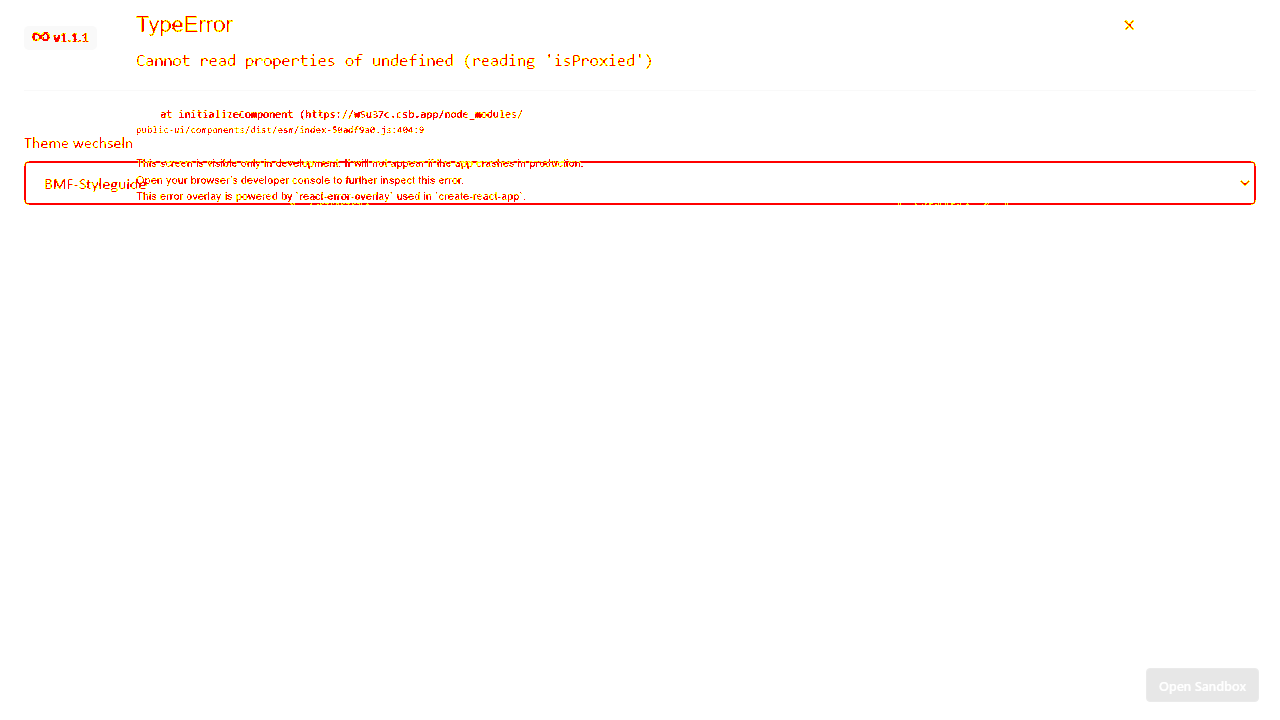 TypeError
v1.1.1
Cannot read properties of undefined (reading 'isProxied')
at initializeComponent (https://wsu87c.csb.app/node_modules/
public-ui/components/dist/esm/index-50adf9a0.js:404:9
Theme wechseln
This screen is visible only in development. It will not appear if the app crashes in production.
Open your browser's developer console to further inspect this error.
BMF-Styleguide
This error overlay is powered by `react-error-overlay` used in `create-react-app`.
Open Sandbox